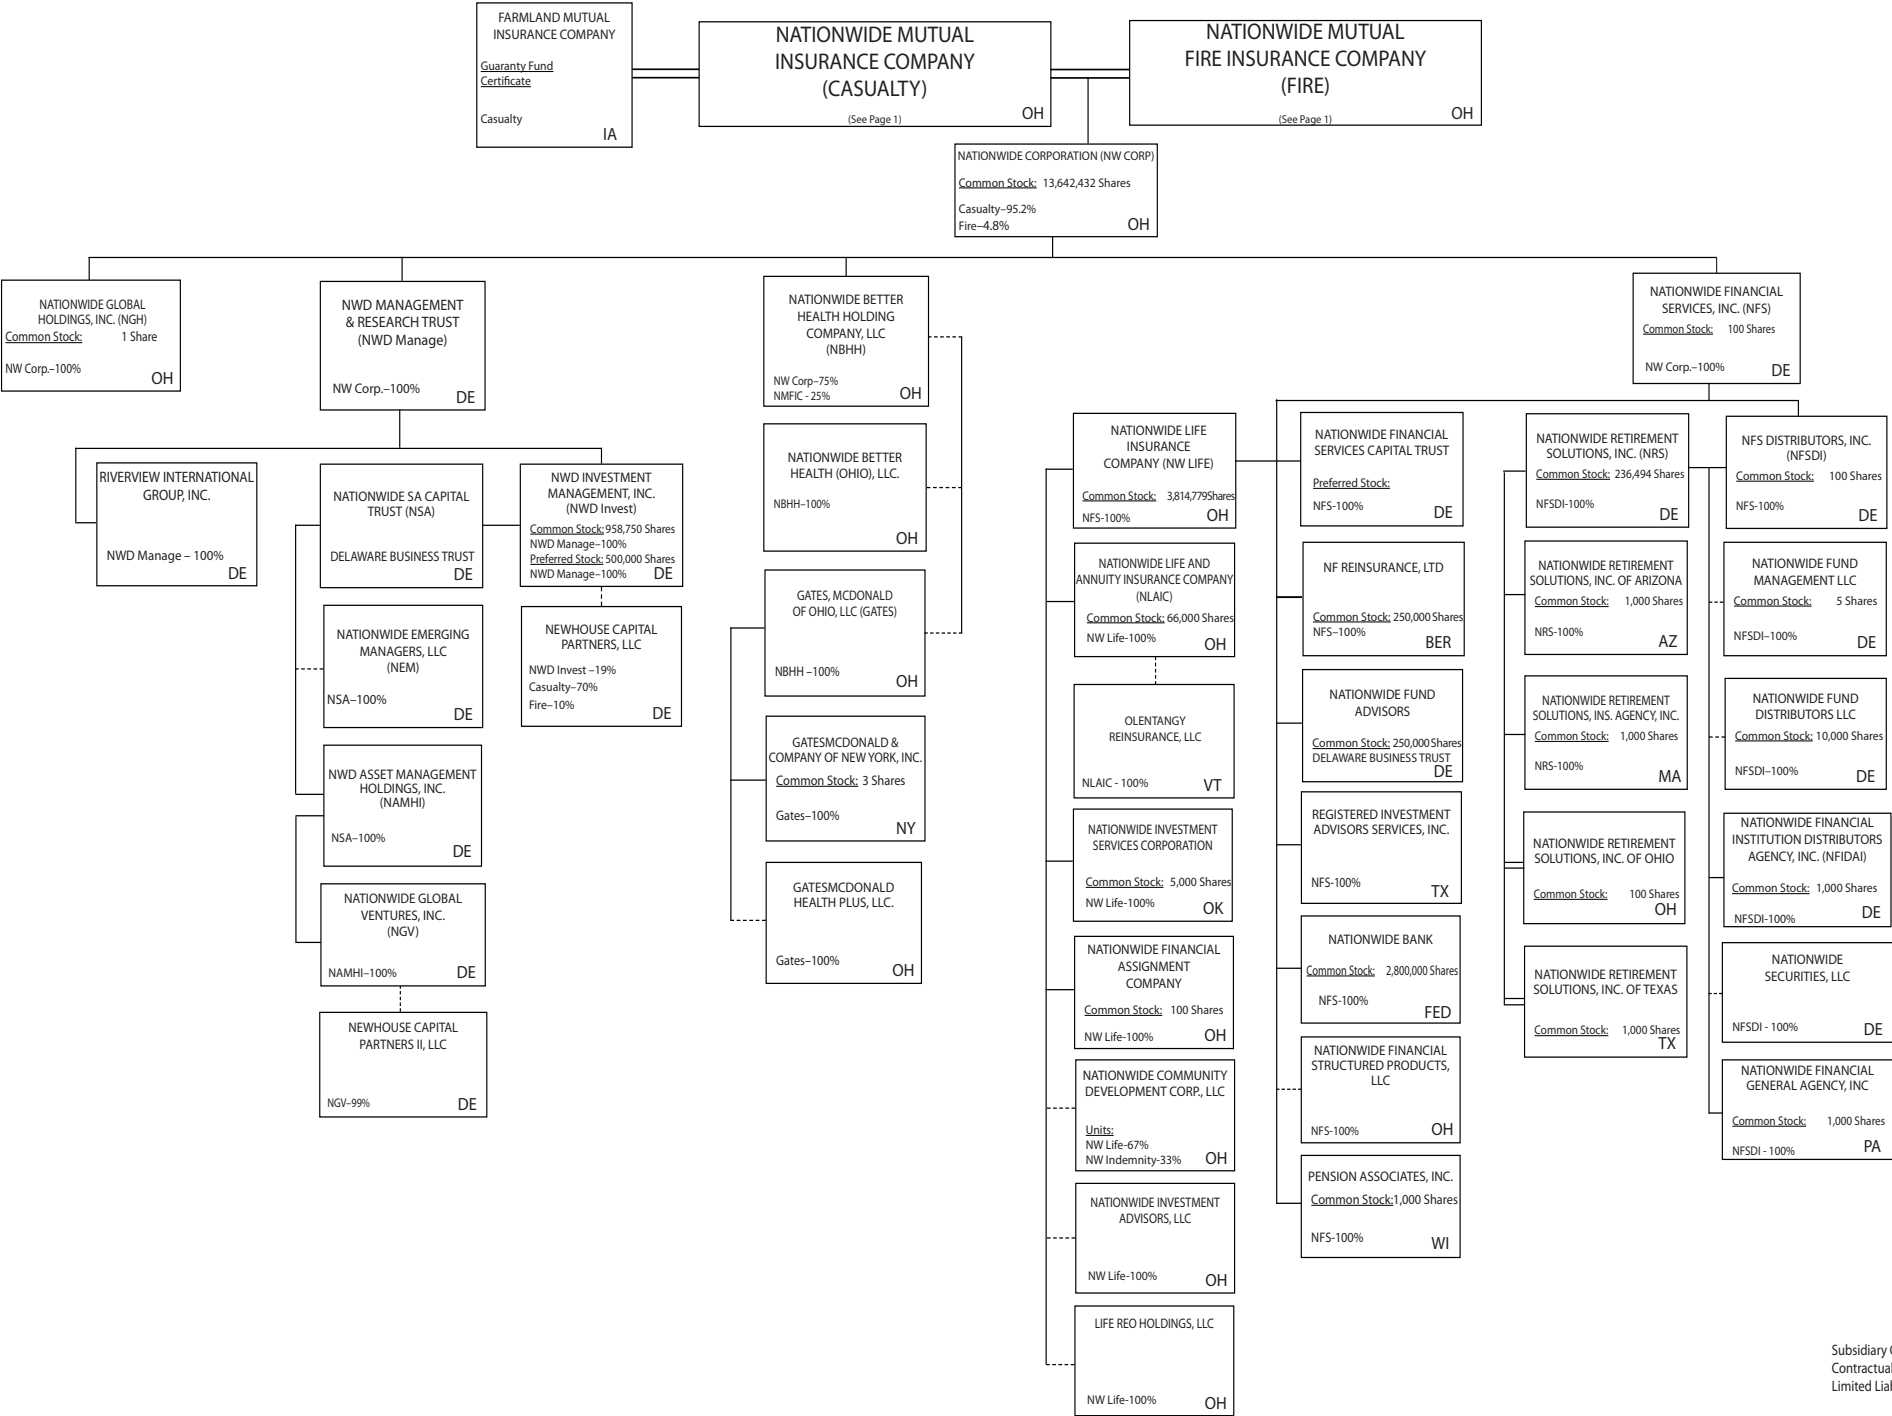 FARMLAND MUTUAL
INSURANCE COMPANY
Guaranty Fund
Certificate
Casualty
IA
NATIONWIDE MUTUAL
INSURANCE COMPANY
(CASUALTY)
(See Page 1)
OH
NATIONWIDE MUTUAL
FIRE INSURANCE COMPANY
(FIRE)
(See Page 1)
OH
NATIONWIDE CORPORATION (NW CORP)
Common Stock: 13,642,432 Shares
Casualty–95.2%
Fire–4.8%
OH
NATIONWIDE GLOBAL
HOLDINGS, INC. (NGH)
Common Stock: 1 Share
NW Corp.–100%
OH
NWD MANAGEMENT
& RESEARCH TRUST
(NWD Manage)
NW Corp.–100%
DE
RIVERVIEW INTERNATIONAL
GROUP, INC.
NWD Manage – 100%
DE
NATIONWIDE SA CAPITAL
TRUST (NSA)
DELAWARE BUSINESS TRUST
DE
NATIONWIDE EMERGING
MANAGERS, LLC
(NEM)
NSA–100%
DE
NWD ASSET MANAGEMENT
HOLDINGS, INC.
(NAMHI)
NSA–100%
DE
NATIONWIDE GLOBAL
VENTURES, INC.
(NGV)
NAMHI–100%
DE
NEWHOUSE CAPITAL
PARTNERS II, LLC
NGV–99%
DE
NWD INVESTMENT
MANAGEMENT, INC.
(NWD Invest)
Common Stock: 958,750 Shares
NWD Manage–100%
Preferred Stock: 500,000 Shares
NWD Manage–100% DE
NEWHOUSE CAPITAL
PARTNERS, LLC
NWD Invest –19%
Casualty–70%
Fire–10%
DE
NATIONWIDE BETTER
HEALTH HOLDING
COMPANY, LLC
(NBHH)
NW Corp–75%
NMFIC - 25%
OH
NATIONWIDE BETTER
HEALTH (OHIO), LLC.
NBHH–100%
OH
GATES, MCDONALD
OF OHIO, LLC (GATES)
NBHH –100%
OH
GATESMCDONALD &
COMPANY OF NEW YORK, INC.
Common Stock: 3 Shares
Gates–100%
NY
GATESMCDONALD
HEALTH PLUS, LLC.
Gates–100%
OH
NATIONWIDE FINANCIAL
SERVICES, INC. (NFS)
Common Stock: 100 Shares
NW Corp.–100%
DE
NATIONWIDE LIFE
INSURANCE
COMPANY (NW LIFE)
Common Stock: 3,814,779Shares
NFS-100%
OH
NATIONWIDE LIFE AND
ANNUITY INSURANCE COMPANY
(NLAIC)
Common Stock: 66,000 Shares
NW Life-100%
OH
OLENTANGY
REINSURANCE, LLC
NLAIC - 100%
VT
NATIONWIDE INVESTMENT
SERVICES CORPORATION
Common Stock: 5,000 Shares
NW Life-100%
OK
NATIONWIDE FINANCIAL
ASSIGNMENT
COMPANY
Common Stock: 100 Shares
NW Life-100%
OH
NATIONWIDE COMMUNITY
DEVELOPMENT CORP., LLC
Units:
NW Life-67%
NW Indemnity-33%
OH
NATIONWIDE INVESTMENT
ADVISORS, LLC
NW Life-100%
OH
LIFE REO HOLDINGS, LLC
NW Life-100%
OH
NATIONWIDE FINANCIAL
SERVICES CAPITAL TRUST
Preferred Stock:
NFS-100%
DE
NF REINSURANCE, LTD
Common Stock: 250,000 Shares
NFS–100%
BER
NATIONWIDE FUND
ADVISORS
Common Stock: 250,000 Shares
DELAWARE BUSINESS TRUST
DE
REGISTERED INVESTMENT
ADVISORS SERVICES, INC.
NFS-100%
TX
NATIONWIDE BANK
Common Stock: 2,800,000 Shares
NFS-100%
FED
NATIONWIDE FINANCIAL
STRUCTURED PRODUCTS,
LLC
NFS-100%
OH
PENSION ASSOCIATES, INC.
Common Stock:1,000 Shares
NFS-100%
WI
NATIONWIDE RETIREMENT
SOLUTIONS, INC. (NRS)
Common Stock: 236,494 Shares
NFSDI-100%
DE
NATIONWIDE RETIREMENT
SOLUTIONS, INC. OF ARIZONA
Common Stock: 1,000 Shares
NRS-100%
AZ
NATIONWIDE RETIREMENT
SOLUTIONS, INS. AGENCY, INC.
Common Stock: 1,000 Shares
NRS-100%
MA
NATIONWIDE RETIREMENT
SOLUTIONS, INC. OF OHIO
Common Stock: 100 Shares
OH
NATIONWIDE RETIREMENT
SOLUTIONS, INC. OF TEXAS
Common Stock: 1,000 Shares
TX
NFS DISTRIBUTORS, INC.
(NFSDI)
Common Stock: 100 Shares
NFS-100%
DE
NATIONWIDE FUND
MANAGEMENT LLC
Common Stock: 5 Shares
NFSDI–100%
DE
NATIONWIDE FUND
DISTRIBUTORS LLC
Common Stock: 10,000 Shares
NFSDI–100%
DE
NATIONWIDE FINANCIAL
INSTITUTION DISTRIBUTORS
AGENCY, INC. (NFIDAI)
Common Stock: 1,000 Shares
NFSDI-100%
DE
NATIONWIDE
SECURITIES, LLC
NFSDI - 100%
DE
NATIONWIDE FINANCIAL
GENERAL AGENCY, INC
Common Stock: 1,000 Shares
NFSDI - 100%
PA
Subsidiary
Contractual
Limited